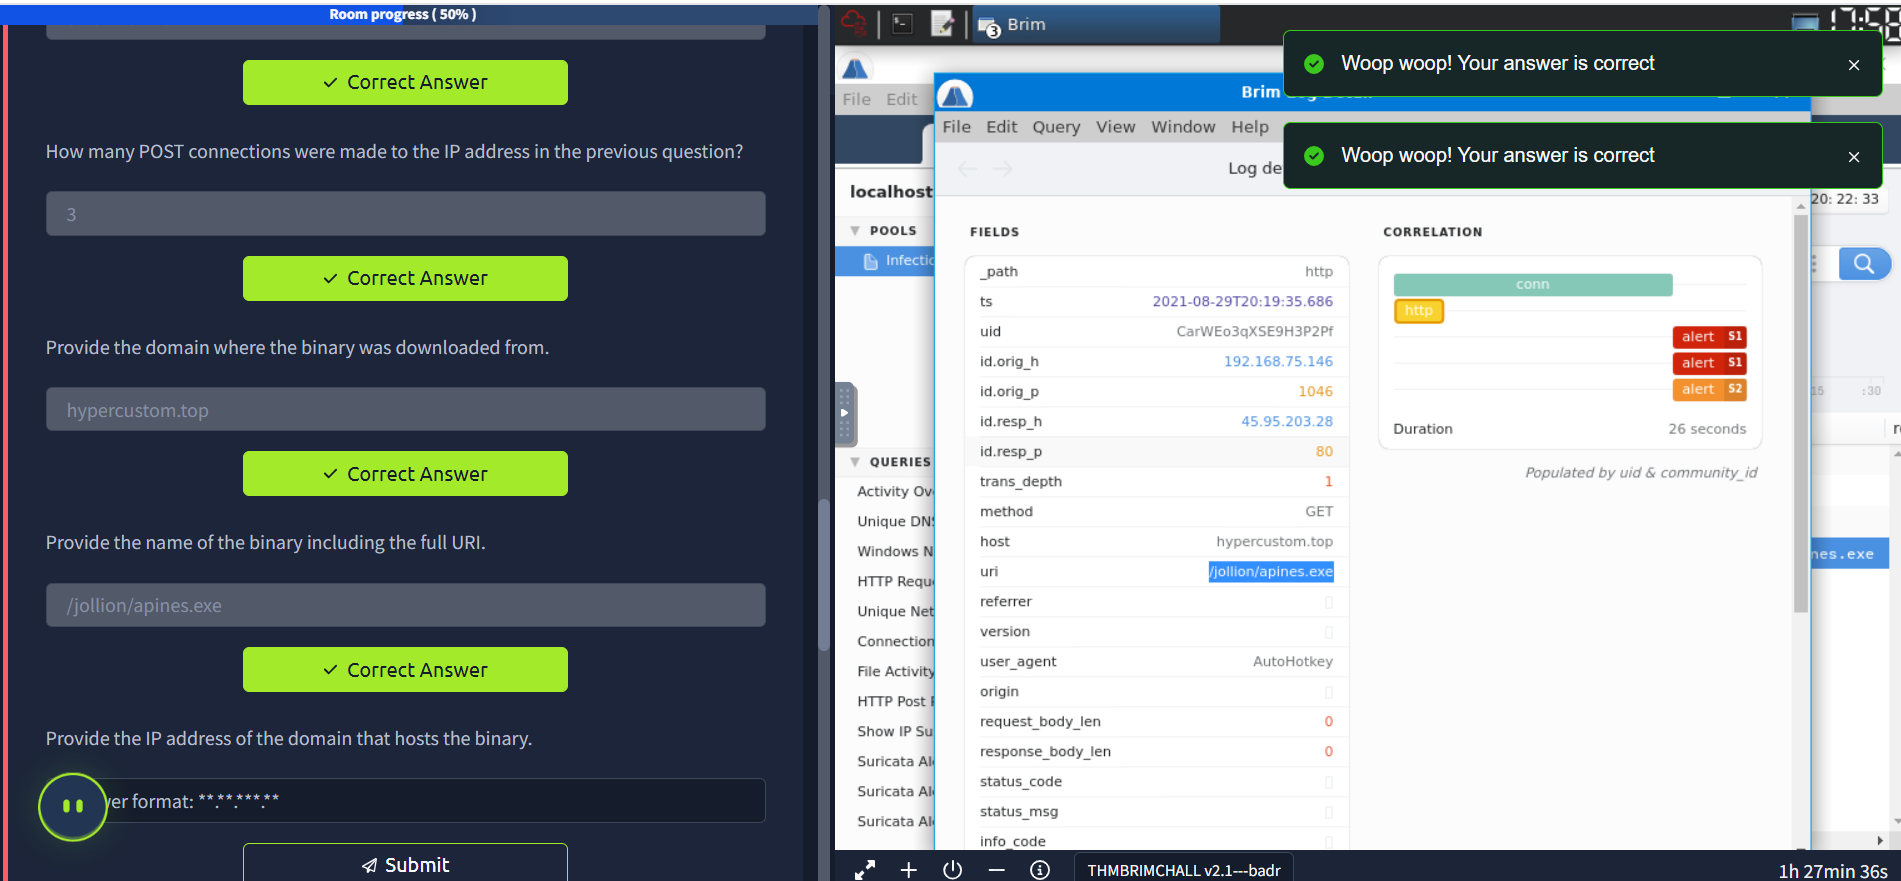 Room progress ( 50% )
Correct Answer
How many POST connections were made to the IP address in the previous question?
3
Correct Answer
Provide the domain where the binary was downloaded from.
hypercustom.top
Correct Answer
Provide the name of the binary including the full URI.
/jollion/apines.exe
Correct Answer
Provide the IP address of the domain that hosts the binary.
format: **.**.***.**
Submit
3
Brim
17:58
Woop woop! Your answer is correct
Woop woop! Your answer is correct
File Edit
Brim
File Edit Query View Window Help
Log de
20: 22: 33
localhost
POOLS
Infectio
QUERIES
Activity Ov
Unique DNS
Windows N
HTTP Reque
Unique Net
Connection
File Activity
HTTP Post
Show IP Su
Suricata Al
Suricata Al
Suricata Al
FIELDS
_path http
ts 2021-08-29T20:19:35.686
uid CarWEo3qXSE9H3P2Pf
id.orig_h 192.168.75.146
id.orig_p 1046
id.resp_h 45.95.203.28
id.resp_p 80
trans_depth 1
method GET
host hypercustom.top
uri /jollion/apines.exe
referrer
version
user_agent AutoHotkey
origin
request_body_len 0
response_body_len 0
status_code
status_msg
info_code
CORRELATION
conn
http
alert S1
alert S1
alert S2
Duration 26 seconds
Populated by uid & community_id
15 :30
nes.exe
THMBRIMCHALL v2.1---badr
1h 27min 36s